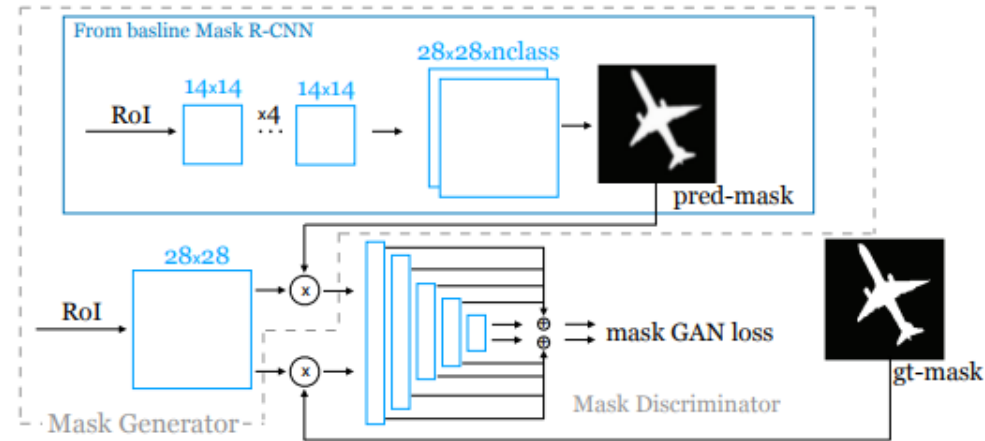 From basline Mask R-CNN
28x28xnclass
14x14
x4
...
14x14
RoI
pred-mask
28x28
x
RoI
mask GAN loss
x
gt-mask
Mask Discriminator
Mask Generator